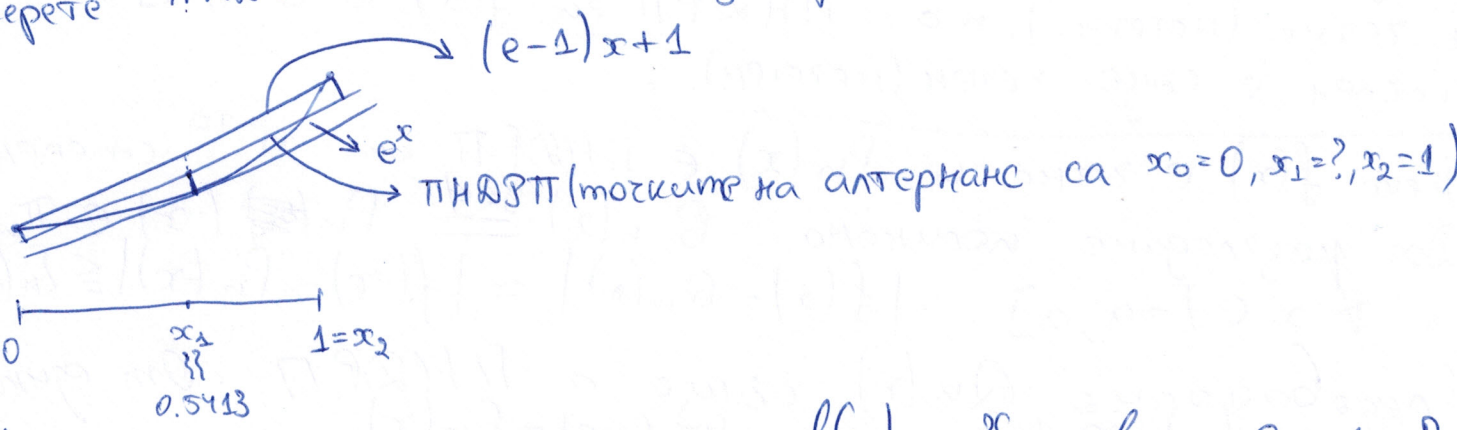 ерете
(e-1)x+1
e^x
ПНДРП (точките на алтернанс са x₀=0, x₁=?, x₂=1)
0 x₁ 1=x₂
≈
0.5413